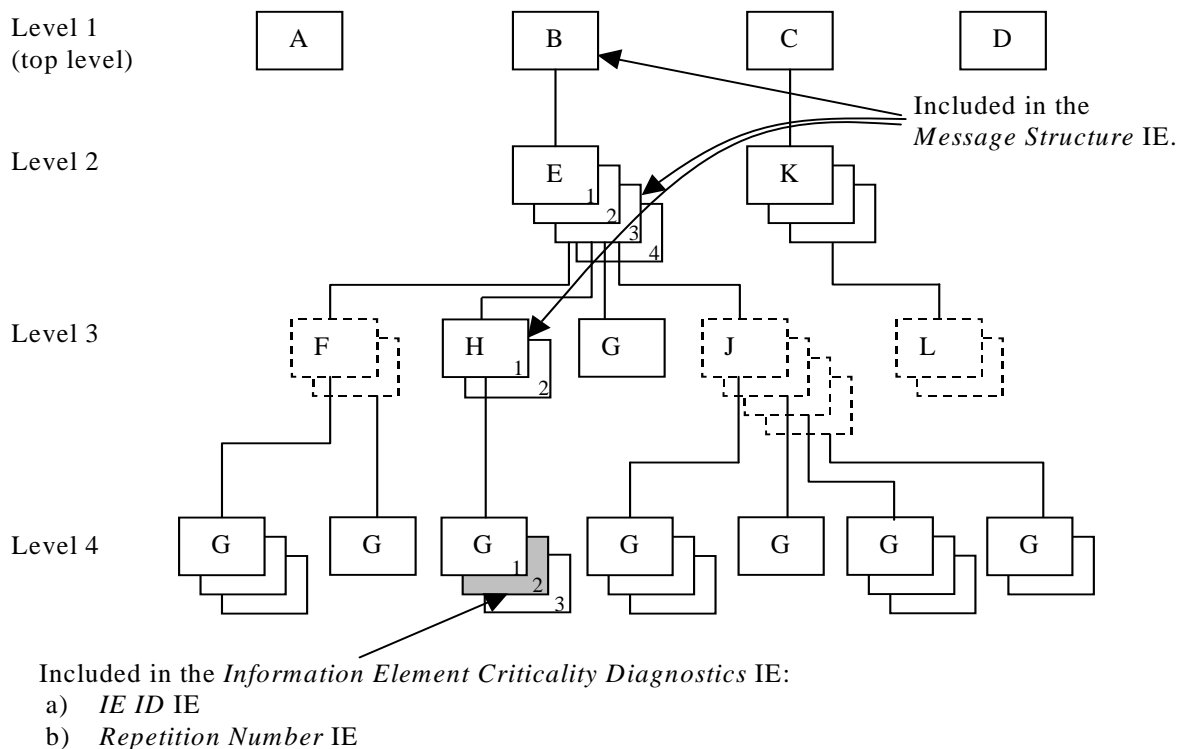 Level 1
(top level)
A
B
C
D
Included in the
Message Structure IE.
Level 2
E
1
2
3
4
K
Level 3
F
H
1
2
G
J
L
Level 4
G
G
G
1
2
3
G
G
G
G
Included in the Information Element Criticality Diagnostics IE:
a) IE ID IE
b) Repetition Number IE